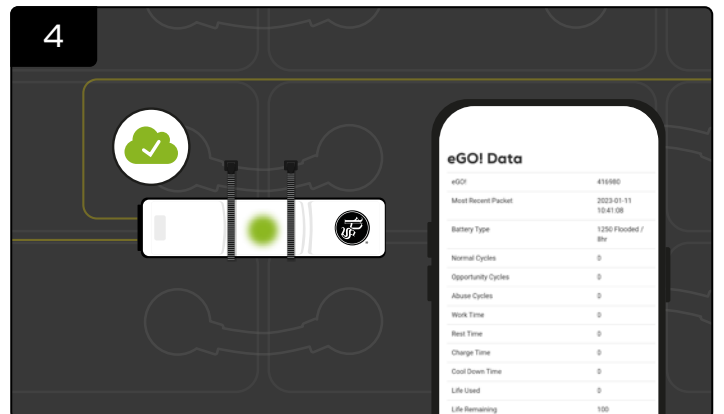 4
eGO! Data
eGO! 416980
Most Recent Packet 2023-01-11
10:41:08
Battery Type 1250 Flooded /
8hr
Normal Cycles 0
Opportunity Cycles 0
Abuse Cycles 0
Work Time 0
Rest Time 0
Charge Time 0
Cool Down Time 0
Life Used 0
Life Remaining 100